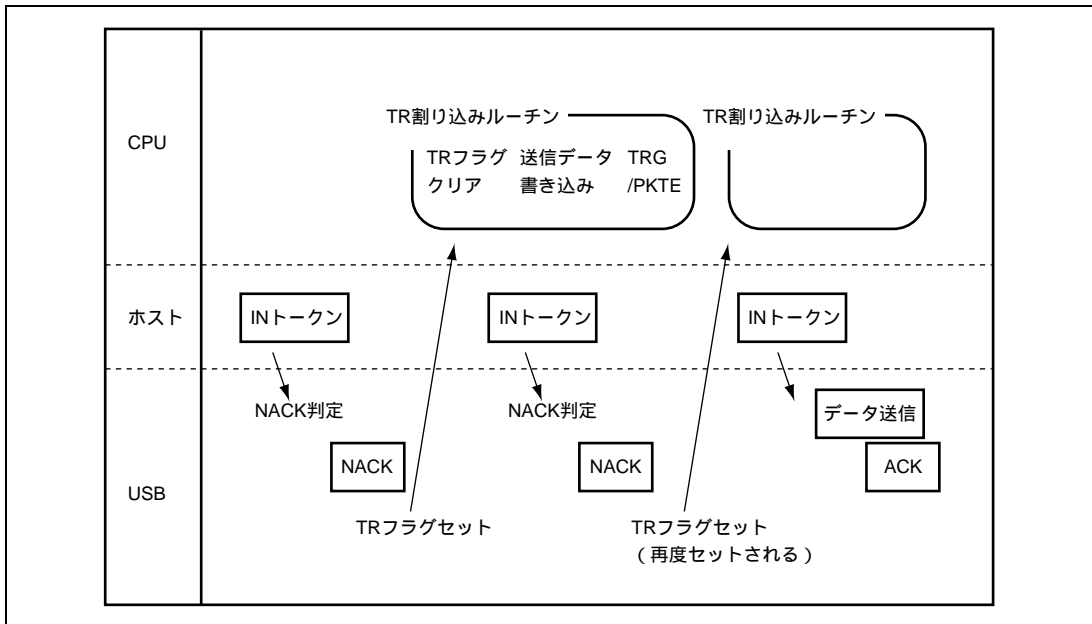 CPU
TR割り込みルーチン
TRフラグ 送信データ TRG
クリア 書き込み /PKTE
TR割り込みルーチン
ホスト
INトークン
INトークン
INトークン
USB
NACK判定
NACK
NACK判定
NACK
データ送信
ACK
TRフラグセット
TRフラグセット
(再度セットされる)